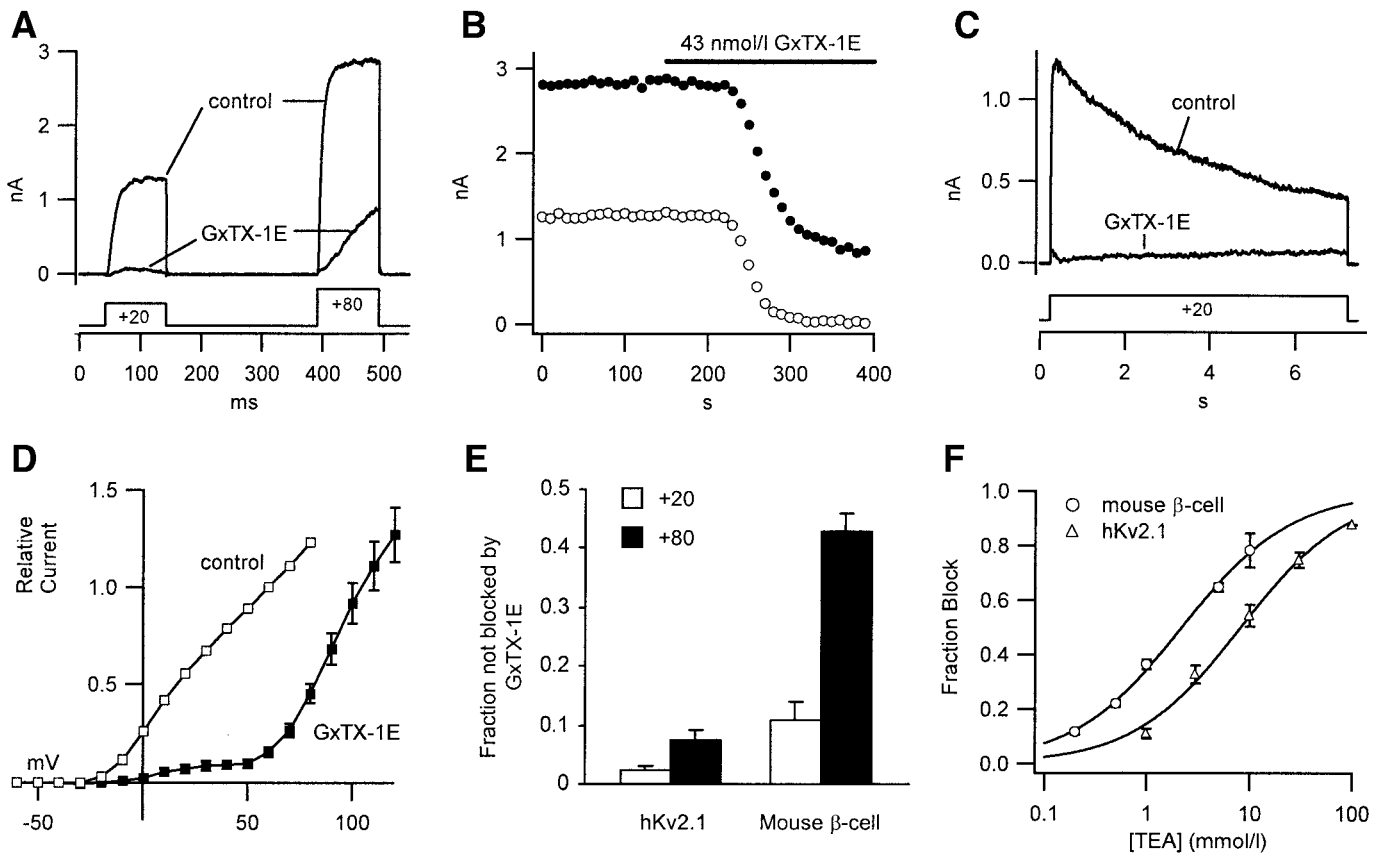 A
3
2
1
0
nA
control
GxTX-1E
+20
+80
0 100 200 300 400 500
ms
B
43 nmol/l GxTX-1E
3
2
1
0
nA
0 100 200 300 400
s
C
1.0
0.5
0.0
nA
control
GxTX-1E
+20
0 2 4 6
s
D
Relative
Current
1.5
1.0
0.5
control
GxTX-1E
mV
-50 50 100
E
Fraction not blocked by
GxTX-1E
0.5
0.4
0.3
0.2
0.1
0
+20
+80
hKv2.1 Mouse β-cell
F
Fraction Block
1.0
0.8
0.6
0.4
0.2
0.0
mouse β-cell
hKv2.1
0.1 1 10 100
[TEA] (mmol/l)